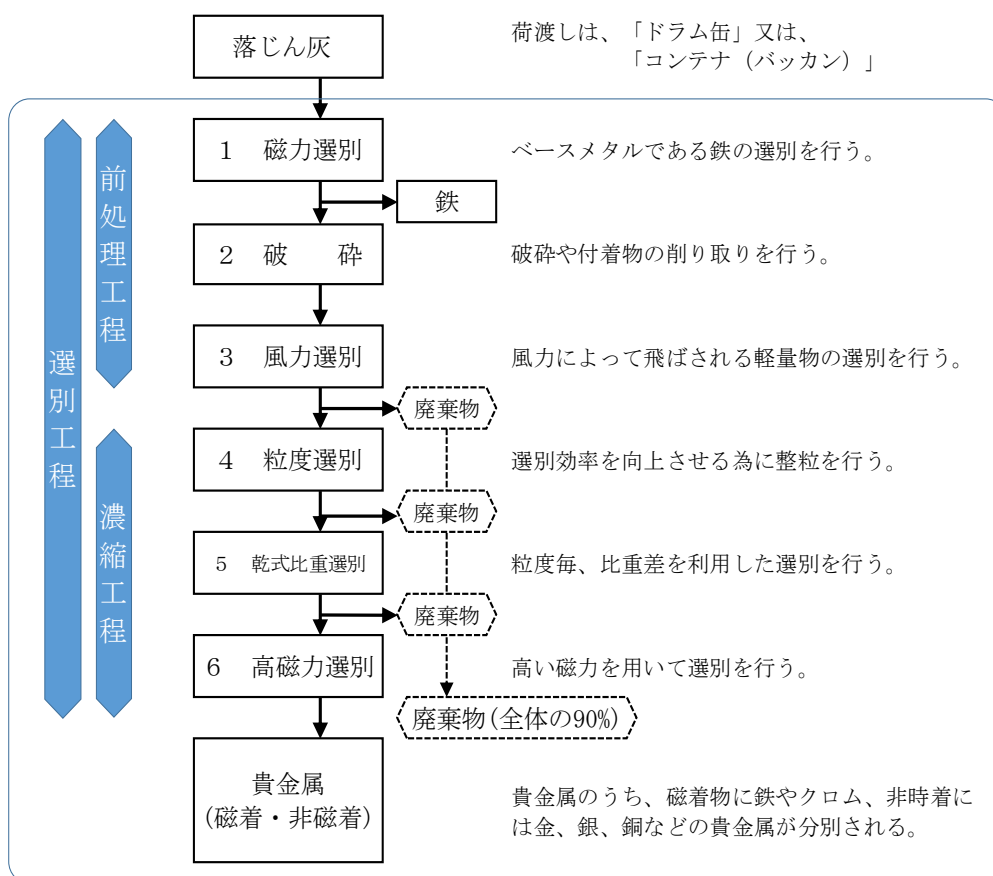 落じん灰
荷渡しは、「ドラム缶」又は、
「コンテナ（バッカン）」
選別工程
前処理工程
1　磁力選別
ベースメタルである鉄の選別を行う。
鉄
2　破　　砕
破砕や付着物の削り取りを行う。
3　風力選別
風力によって飛ばされる軽量物の選別を行う。
廃棄物
濃縮工程
4　粒度選別
選別効率を向上させる為に整粒を行う。
廃棄物
5　乾式比重選別
粒度毎、比重差を利用した選別を行う。
廃棄物
6　高磁力選別
高い磁力を用いて選別を行う。
廃棄物(全体の90%)
貴金属
(磁着・非磁着)
貴金属のうち、磁着物に鉄やクロム、非時着に
は金、銀、銅などの貴金属が分別される。